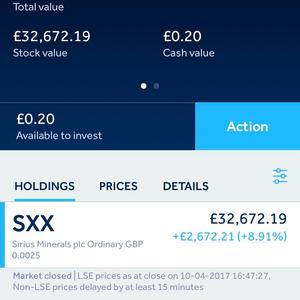 Total value
£32,672.19 £0.20
Stock value Cash value
£0.20
Available to invest
Action
HOLDINGS PRICES DETAILS
SXX £32,672.19
+£2,672.21 (+8.91%)
Sirius Minerals plc Ordinary GBP
0.0025
Market closed | LSE prices as at close on 10-04-2017 16:47:27,
Non-LSE prices delayed by at least 15 minutes